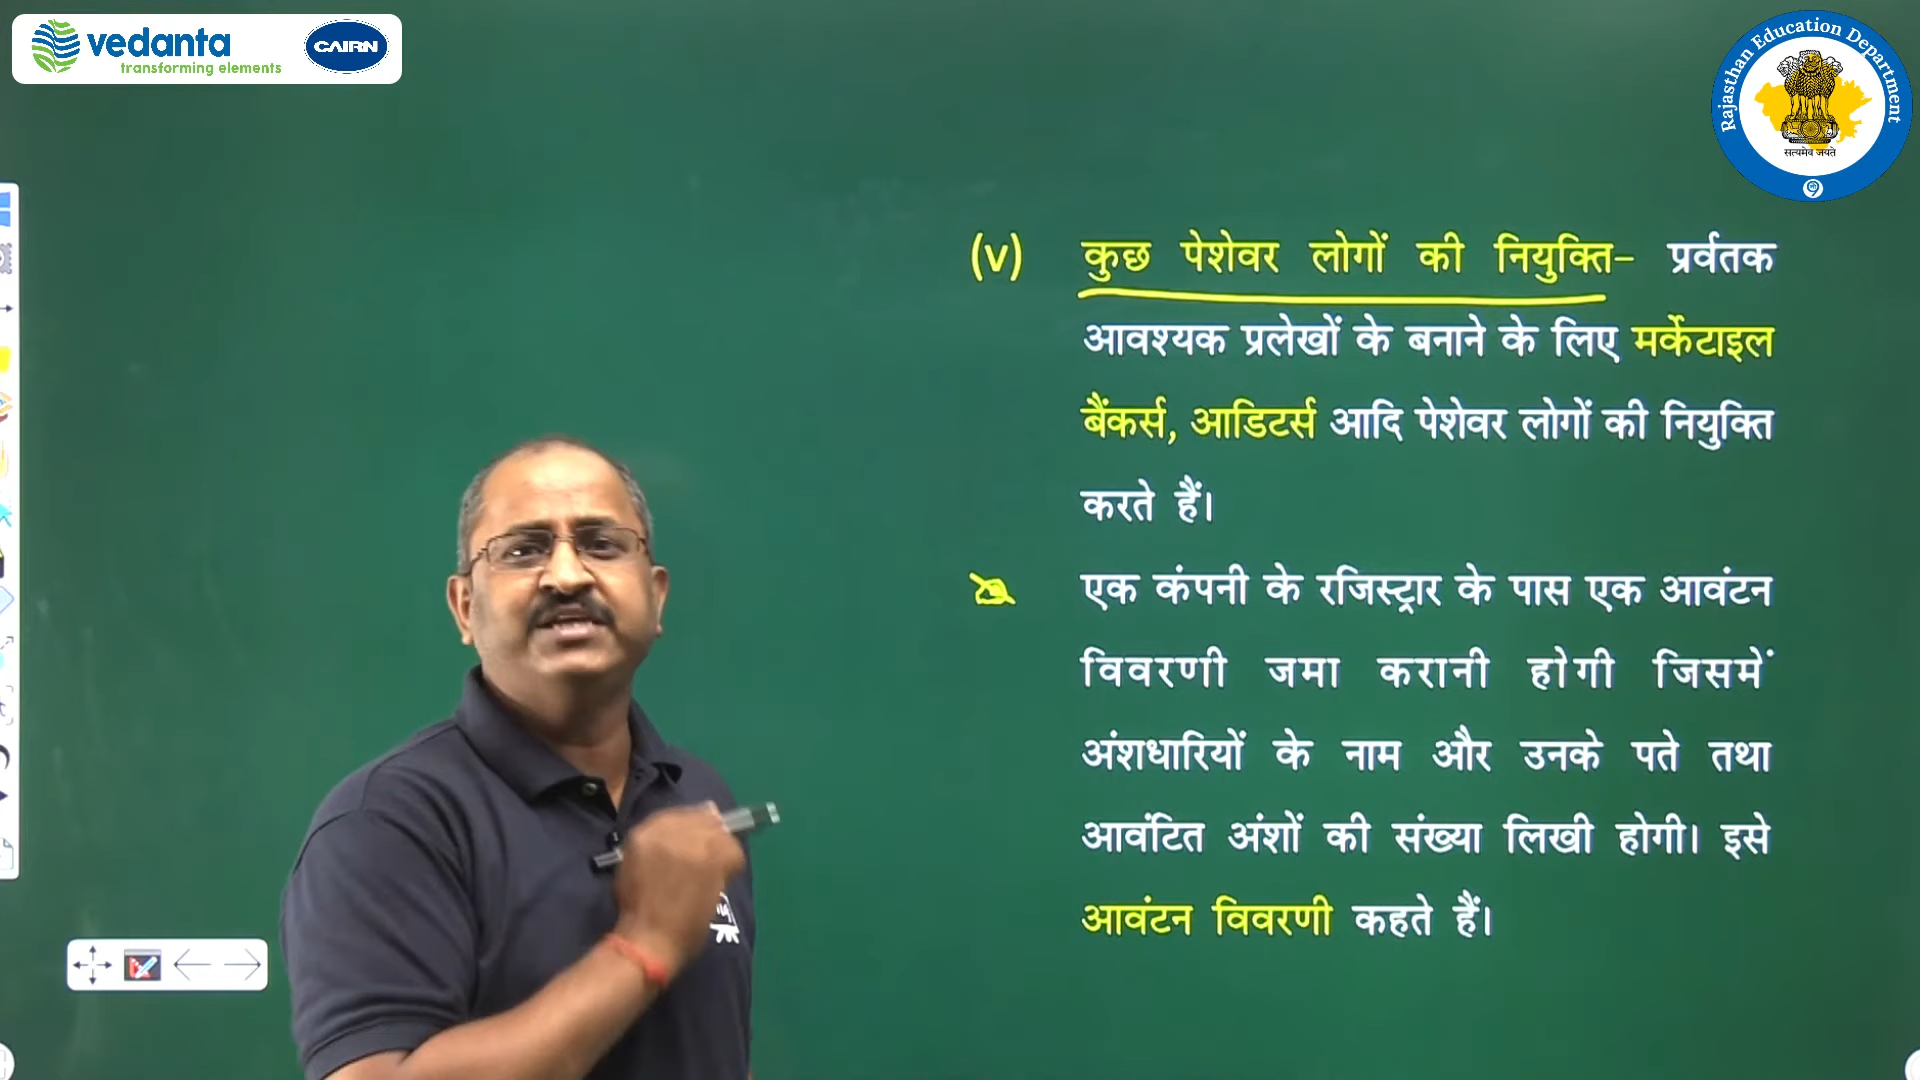 vedanta
transforming elements
CAIRN
Rajasthan Education Department
सत्यमेव जयते
(v) कुछ पेशेवर लोगों की नियुक्ति– प्रर्वतक
आवश्यक प्रलेखों के बनाने के लिए मर्केटाइल
बैंकर्स, आडिटर्स आदि पेशेवर लोगों की नियुक्ति
करते हैं।
एक कंपनी के रजिस्ट्रार के पास एक आवंटन
विवरणी जमा करानी होगी जिसमें
अंशधारियों के नाम और उनके पते तथा
आवंटित अंशों की संख्या लिखी होगी। इसे
आवंटन विवरणी कहते हैं।